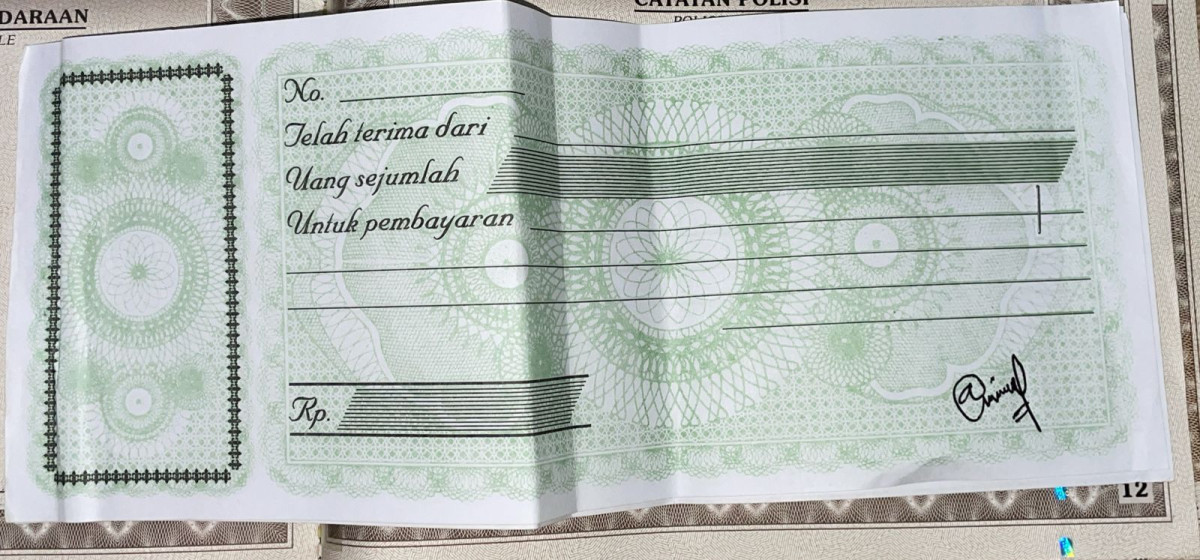 DARAAN
CATATAN POLISI
No.
Telah terima dari
Uang sejumlah
Untuk pembayaran
Rp.
12